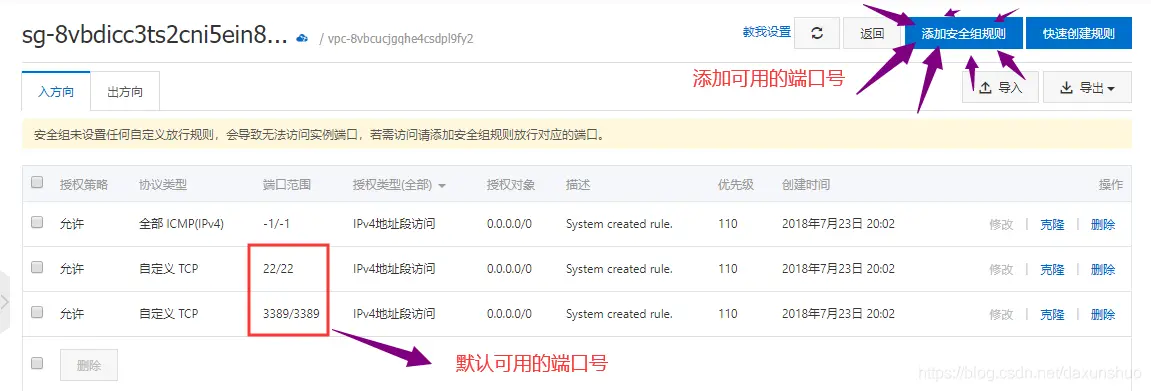 sg-8vbdicc3ts2cni5ein8... / vpc-8vbcucjgqhe4csdpl9fy2 教我设置 返回 添加安全组规则 快速创建规则
添加可用的端口号
入方向 出方向 导入 导出
安全组未设置任何自定义放行规则，会导致无法访问实例端口，若需访问请添加安全组规则放行对应的端口。
授权策略 协议类型 端口范围 授权类型(全部) 授权对象 描述 优先级 创建时间 操作
允许 全部 ICMP(IPv4) -1/-1 IPv4地址段访问 0.0.0.0/0 System created rule. 110 2018年7月23日 20:02 修改 | 克隆 | 删除
允许 自定义 TCP 22/22 IPv4地址段访问 0.0.0.0/0 System created rule. 110 2018年7月23日 20:02 修改 | 克隆 | 删除
允许 自定义 TCP 3389/3389 IPv4地址段访问 0.0.0.0/0 System created rule. 110 2018年7月23日 20:02 修改 | 克隆 | 删除
删除
默认可用的端口号
https://blog.csdn.net/daxunshuo